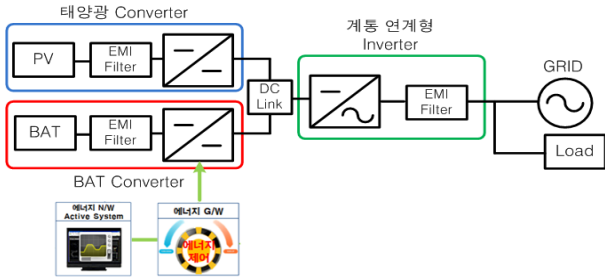 태양광 Converter
계통 연계형
Inverter
PV
EMI
Filter
DC
Link
EMI
Filter
GRID
BAT
EMI
Filter
Load
BAT Converter
에너지 N/W
Active System
에너지 G/W
에너지
제어